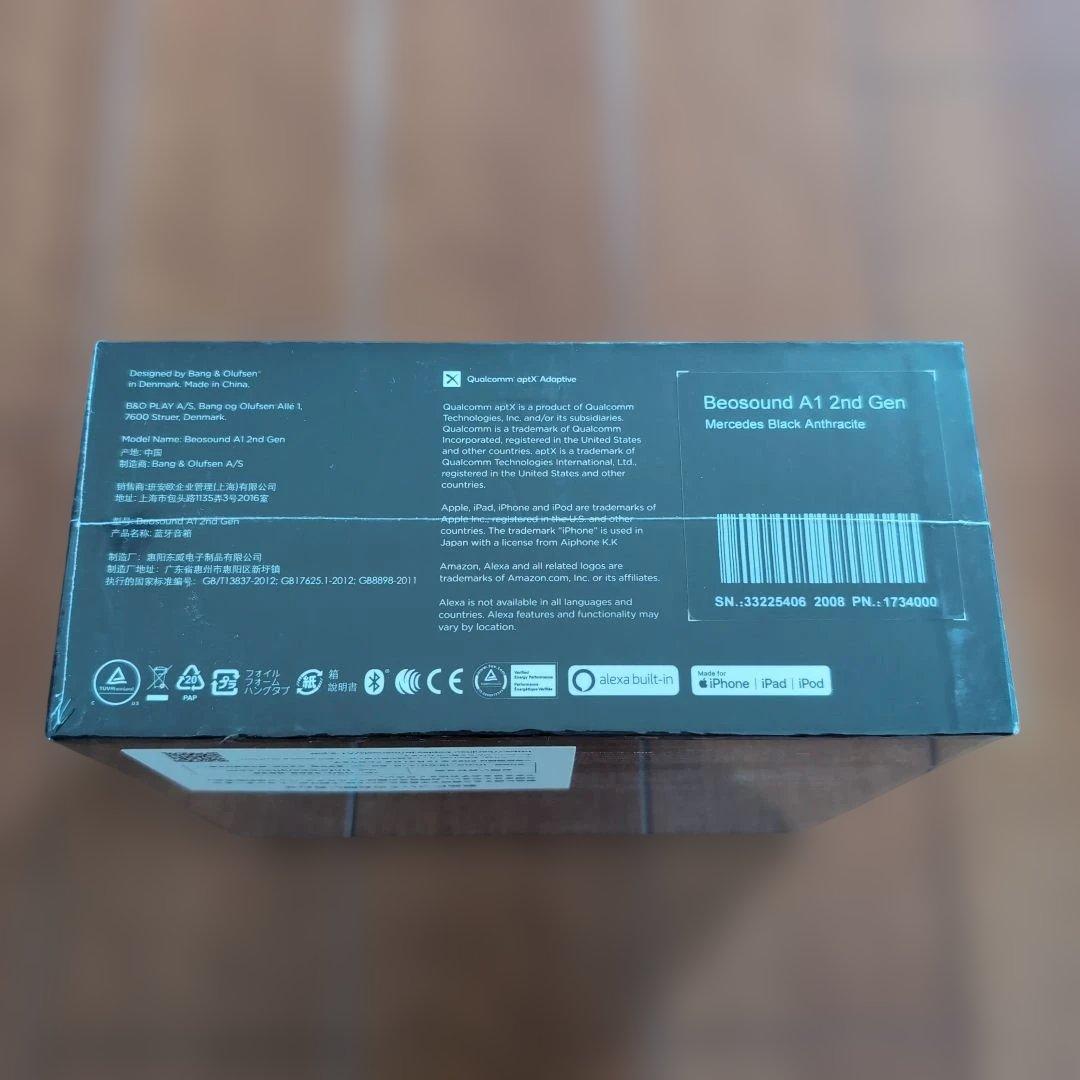 Designed by Bang & Olufsen®
in Denmark. Made in China.
B&O PLAY A/S, Bang og Olufsen Allé 1,
7600 Struer, Denmark.
Model Name: Beosound A1 2nd Gen
产地: 中国
制造商: Bang & Olufsen A/S
销售商: 班安欧企业管理(上海)有限公司
地址: 上海市包头路1135弄3号2016室
型号: Beosound A1 2nd Gen
产品名称: 蓝牙音箱
制造厂: 惠阳东威电子制品有限公司
制造厂地址: 广东省惠州市惠阳区新圩镇
执行的国家标准编号: GB/T13837-2012; GB17625.1-2012; GB8898-2011
Qualcomm aptX Adaptive
Qualcomm aptX is a product of Qualcomm
Technologies, Inc. and/or its subsidiaries.
Qualcomm is a trademark of Qualcomm
Incorporated, registered in the United States
and other countries. aptX is a trademark of
Qualcomm Technologies International, Ltd.,
registered in the United States and other
countries.
Apple, iPad, iPhone and iPod are trademarks of
Apple Inc., registered in the U.S. and other
countries. The trademark "iPhone" is used in
Japan with a license from Aiphone K.K
Amazon, Alexa and all related logos are
trademarks of Amazon.com, Inc. or its affiliates.
Alexa is not available in all languages and
countries. Alexa features and functionality may
vary by location.
Beosound A1 2nd Gen
Mercedes Black Anthracite
SN.:33225406 2008 PN.:1734000
TÜVRheinland
C US
20
PAP
プラ
フォイル
フォーム
ハングタブ
紙
箱
説明書
Verified
Energy Performance
Performance
Énergétique Vérifiée
alexa built-in
Made for
iPhone | iPad | iPod